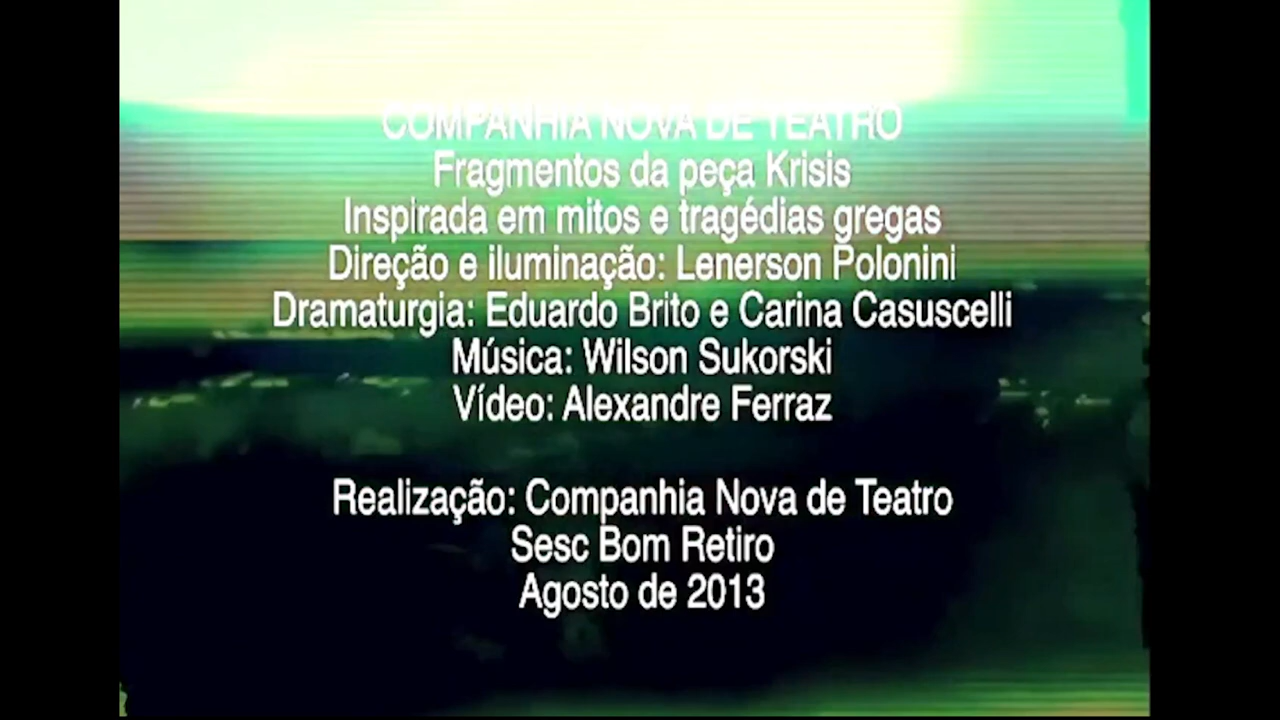 COMPANHIA NOVA DE TEATRO
Fragmentos da peça Krisis
Inspirada em mitos e tragédias gregas
Direção e iluminação: Lenerson Polonini
Dramaturgia: Eduardo Brito e Carina Casuscelli
Música: Wilson Sukorski
Vídeo: Alexandre Ferraz
Realização: Companhia Nova de Teatro
Sesc Bom Retiro
Agosto de 2013